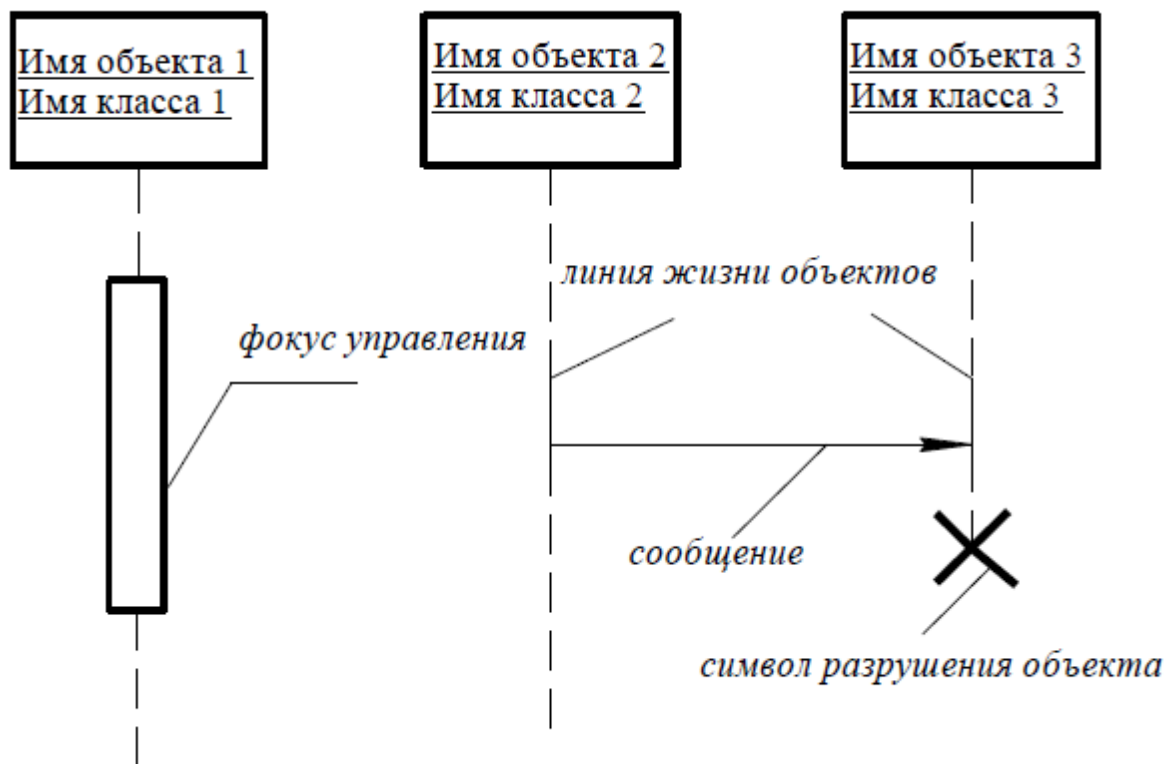 Имя объекта 1
Имя класса 1
Имя объекта 2
Имя класса 2
Имя объекта 3
Имя класса 3
линия жизни объектов
фокус управления
сообщение
символ разрушения объекта